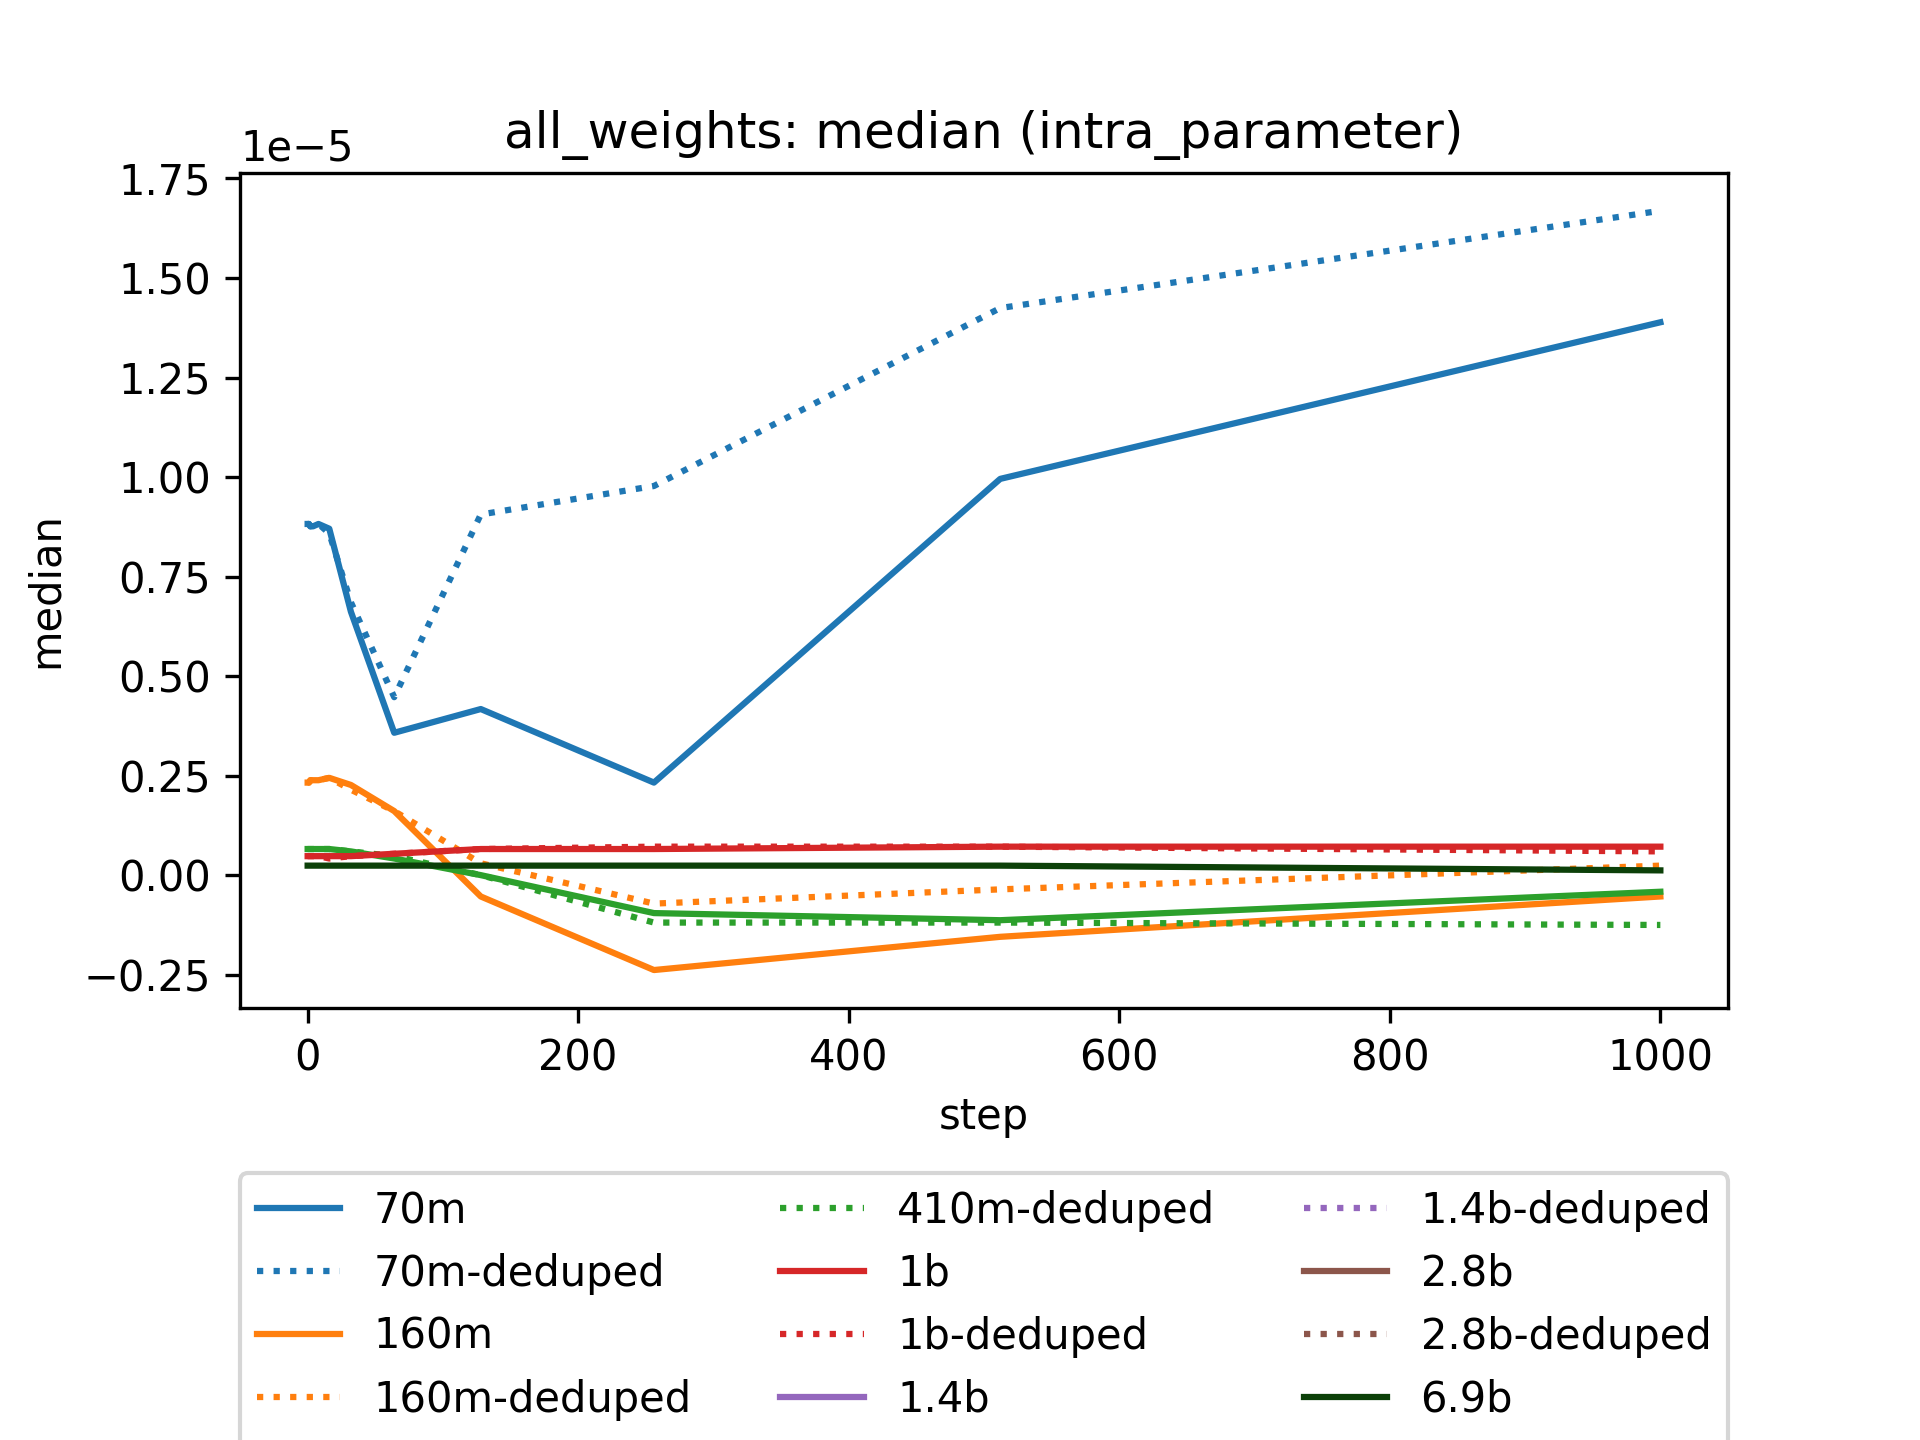 all_weights: median (intra_parameter)
1e−5
1.75
1.50
1.25
1.00
0.75
0.50
0.25
0.00
−0.25
median
0 200 400 600 800 1000
step
70m 410m-deduped 1.4b-deduped
70m-deduped 1b 2.8b
160m 1b-deduped 2.8b-deduped
160m-deduped 1.4b 6.9b